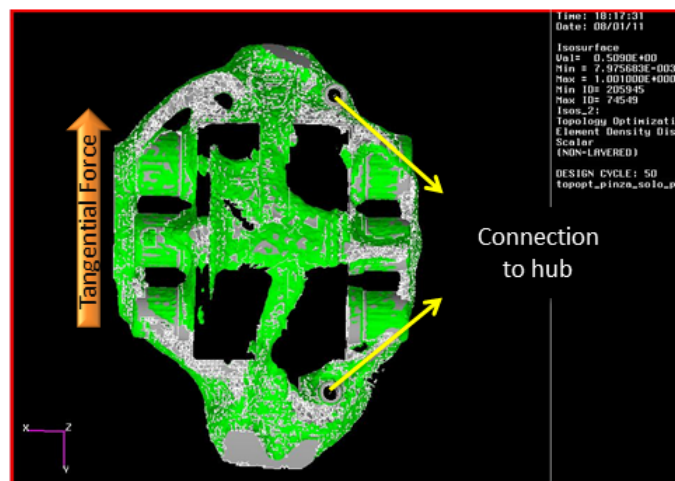 Time: 18:17:31
Date: 08/01/11
Isosurface
Val= 0.5090E+00
Min = 7.975683E-003
Max = 1.001000E+000
Min ID= 205945
Max ID= 74549
Isos_2:
Topology Optimizati
Element Density Dis
Scalar
(NON-LAYERED)
DESIGN CYCLE: 50
topopt_pinza_solo_p
Tangential Force
Connection
to hub
X
Z
Y